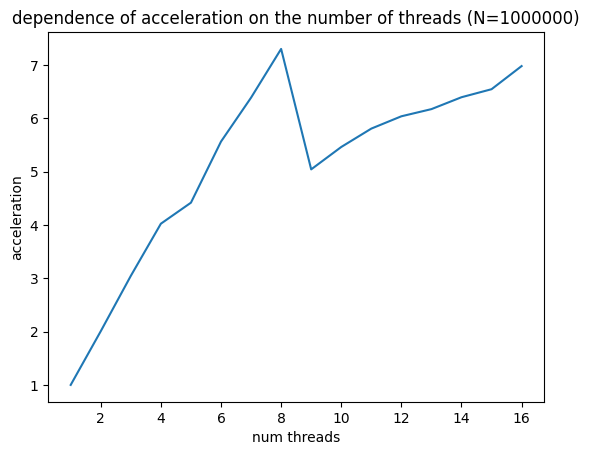 dependence of acceleration on the number of threads (N=1000000)
7
6
5
4
3
2
1
acceleration
2 4 6 8 10 12 14 16
num threads